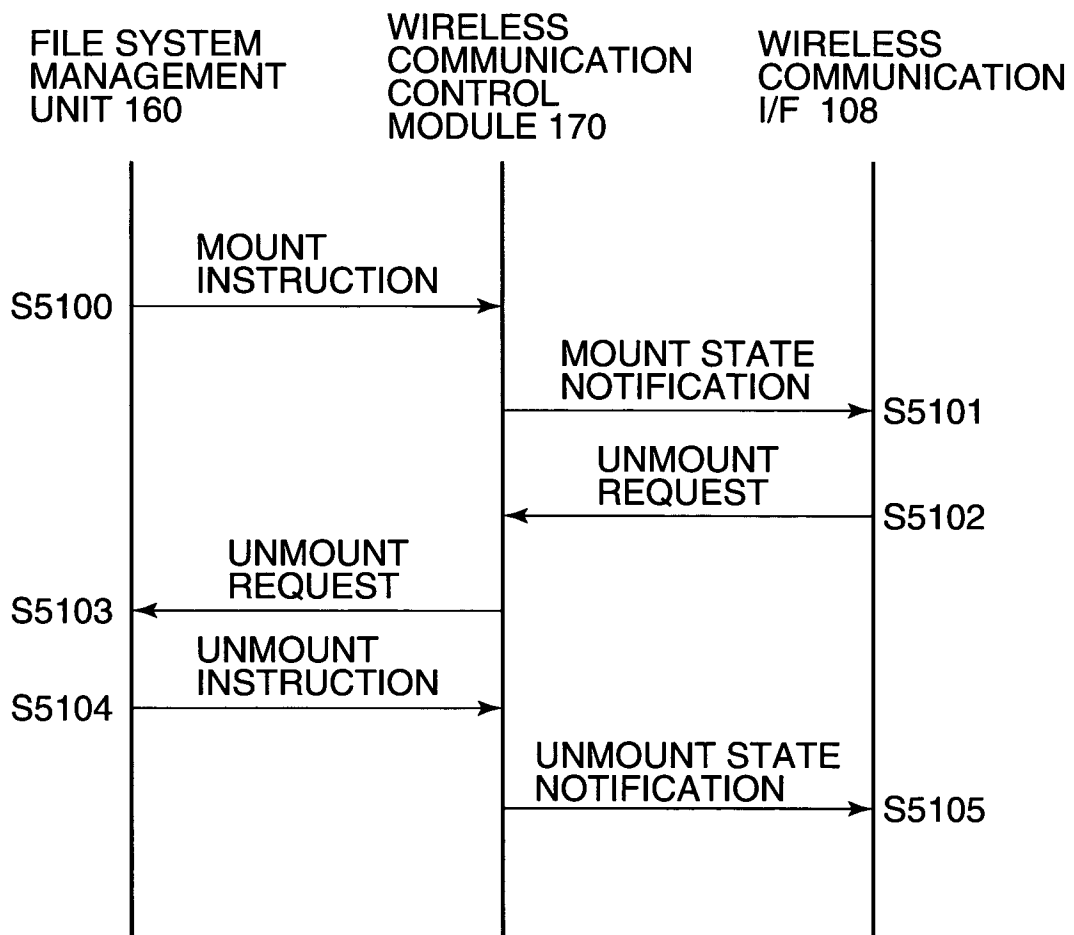 FILE SYSTEM
MANAGEMENT
UNIT 160
WIRELESS
COMMUNICATION
CONTROL
MODULE 170
WIRELESS
COMMUNICATION
I/F 108
MOUNT
INSTRUCTION
S5100
MOUNT STATE
NOTIFICATION
S5101
UNMOUNT
REQUEST
S5102
UNMOUNT
REQUEST
S5103
UNMOUNT
INSTRUCTION
S5104
UNMOUNT STATE
NOTIFICATION
S5105